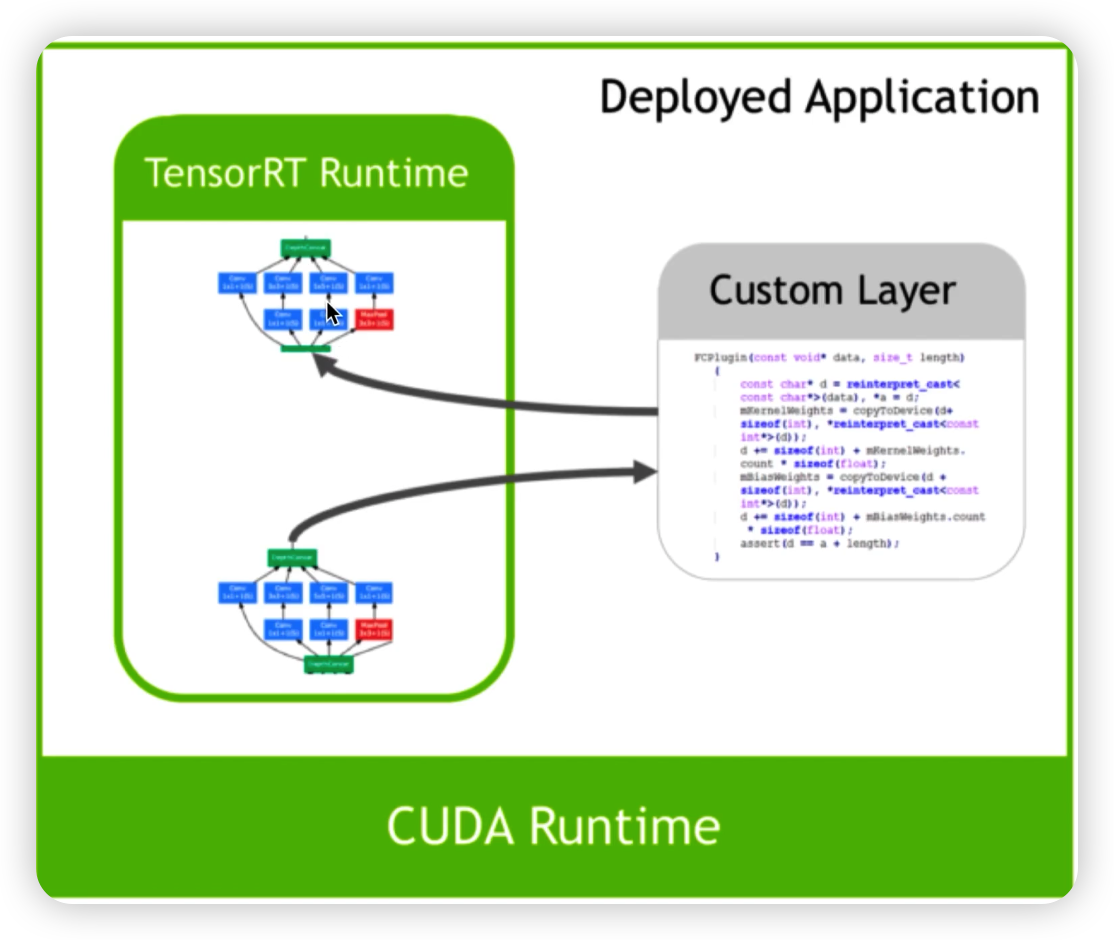 Deployed Application
TensorRT Runtime
DepthConcat
Conv Conv Conv Conv
1x1+1(S) 3x3+1(S) 5x5+1(S) 1x1+1(S)
Conv MaxPool
1x1+1(S) 3x3+1(S)
Custom Layer
FCPlugin(const void* data, size_t length)
{
const char* d = reinterpret_cast<
const char*>(data), *a = d;
mKernelWeights = copyToDevice(d+
sizeof(int), *reinterpret_cast<const
int*>(d));
d += sizeof(int) + mKernelWeights.
count * sizeof(float);
mBiasWeights = copyToDevice(d +
sizeof(int), *reinterpret_cast<const
int*>(d));
d += sizeof(int) + mBiasWeights.count
* sizeof(float);
assert(d == a + length);
}
DepthConcat
Conv Conv Conv Conv
1x1+1(S) 3x3+1(S) 5x5+1(S) 1x1+1(S)
Conv Conv MaxPool
1x1+1(S) 1x1+1(S) 3x3+1(S)
DepthConcat
CUDA Runtime